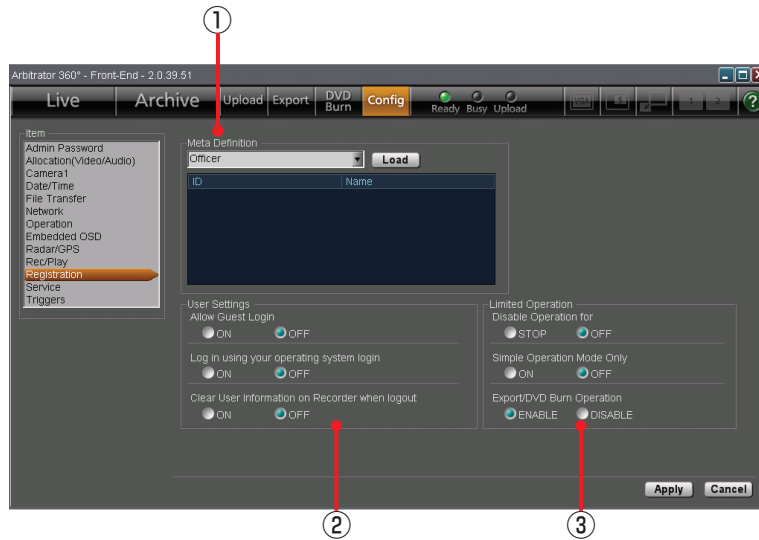 ①
Arbitrator 360° - Front-End - 2.0.39.51
Live Archive Upload Export DVD Burn Config Ready Busy Upload VGA S 1 2 ?
Item
Admin Password
Allocation(Video/Audio)
Camera1
Date/Time
File Transfer
Network
Operation
Embedded OSD
Radar/GPS
Rec/Play
Registration
Service
Triggers
Meta Definition
Officer Load
ID Name
User Settings
Allow Guest Login
ON OFF
Log in using your operating system login
ON OFF
Clear User Information on Recorder when logout
ON OFF
Limited Operation
Disable Operation for
STOP OFF
Simple Operation Mode Only
ON OFF
Export/DVD Burn Operation
ENABLE DISABLE
Apply Cancel
② ③